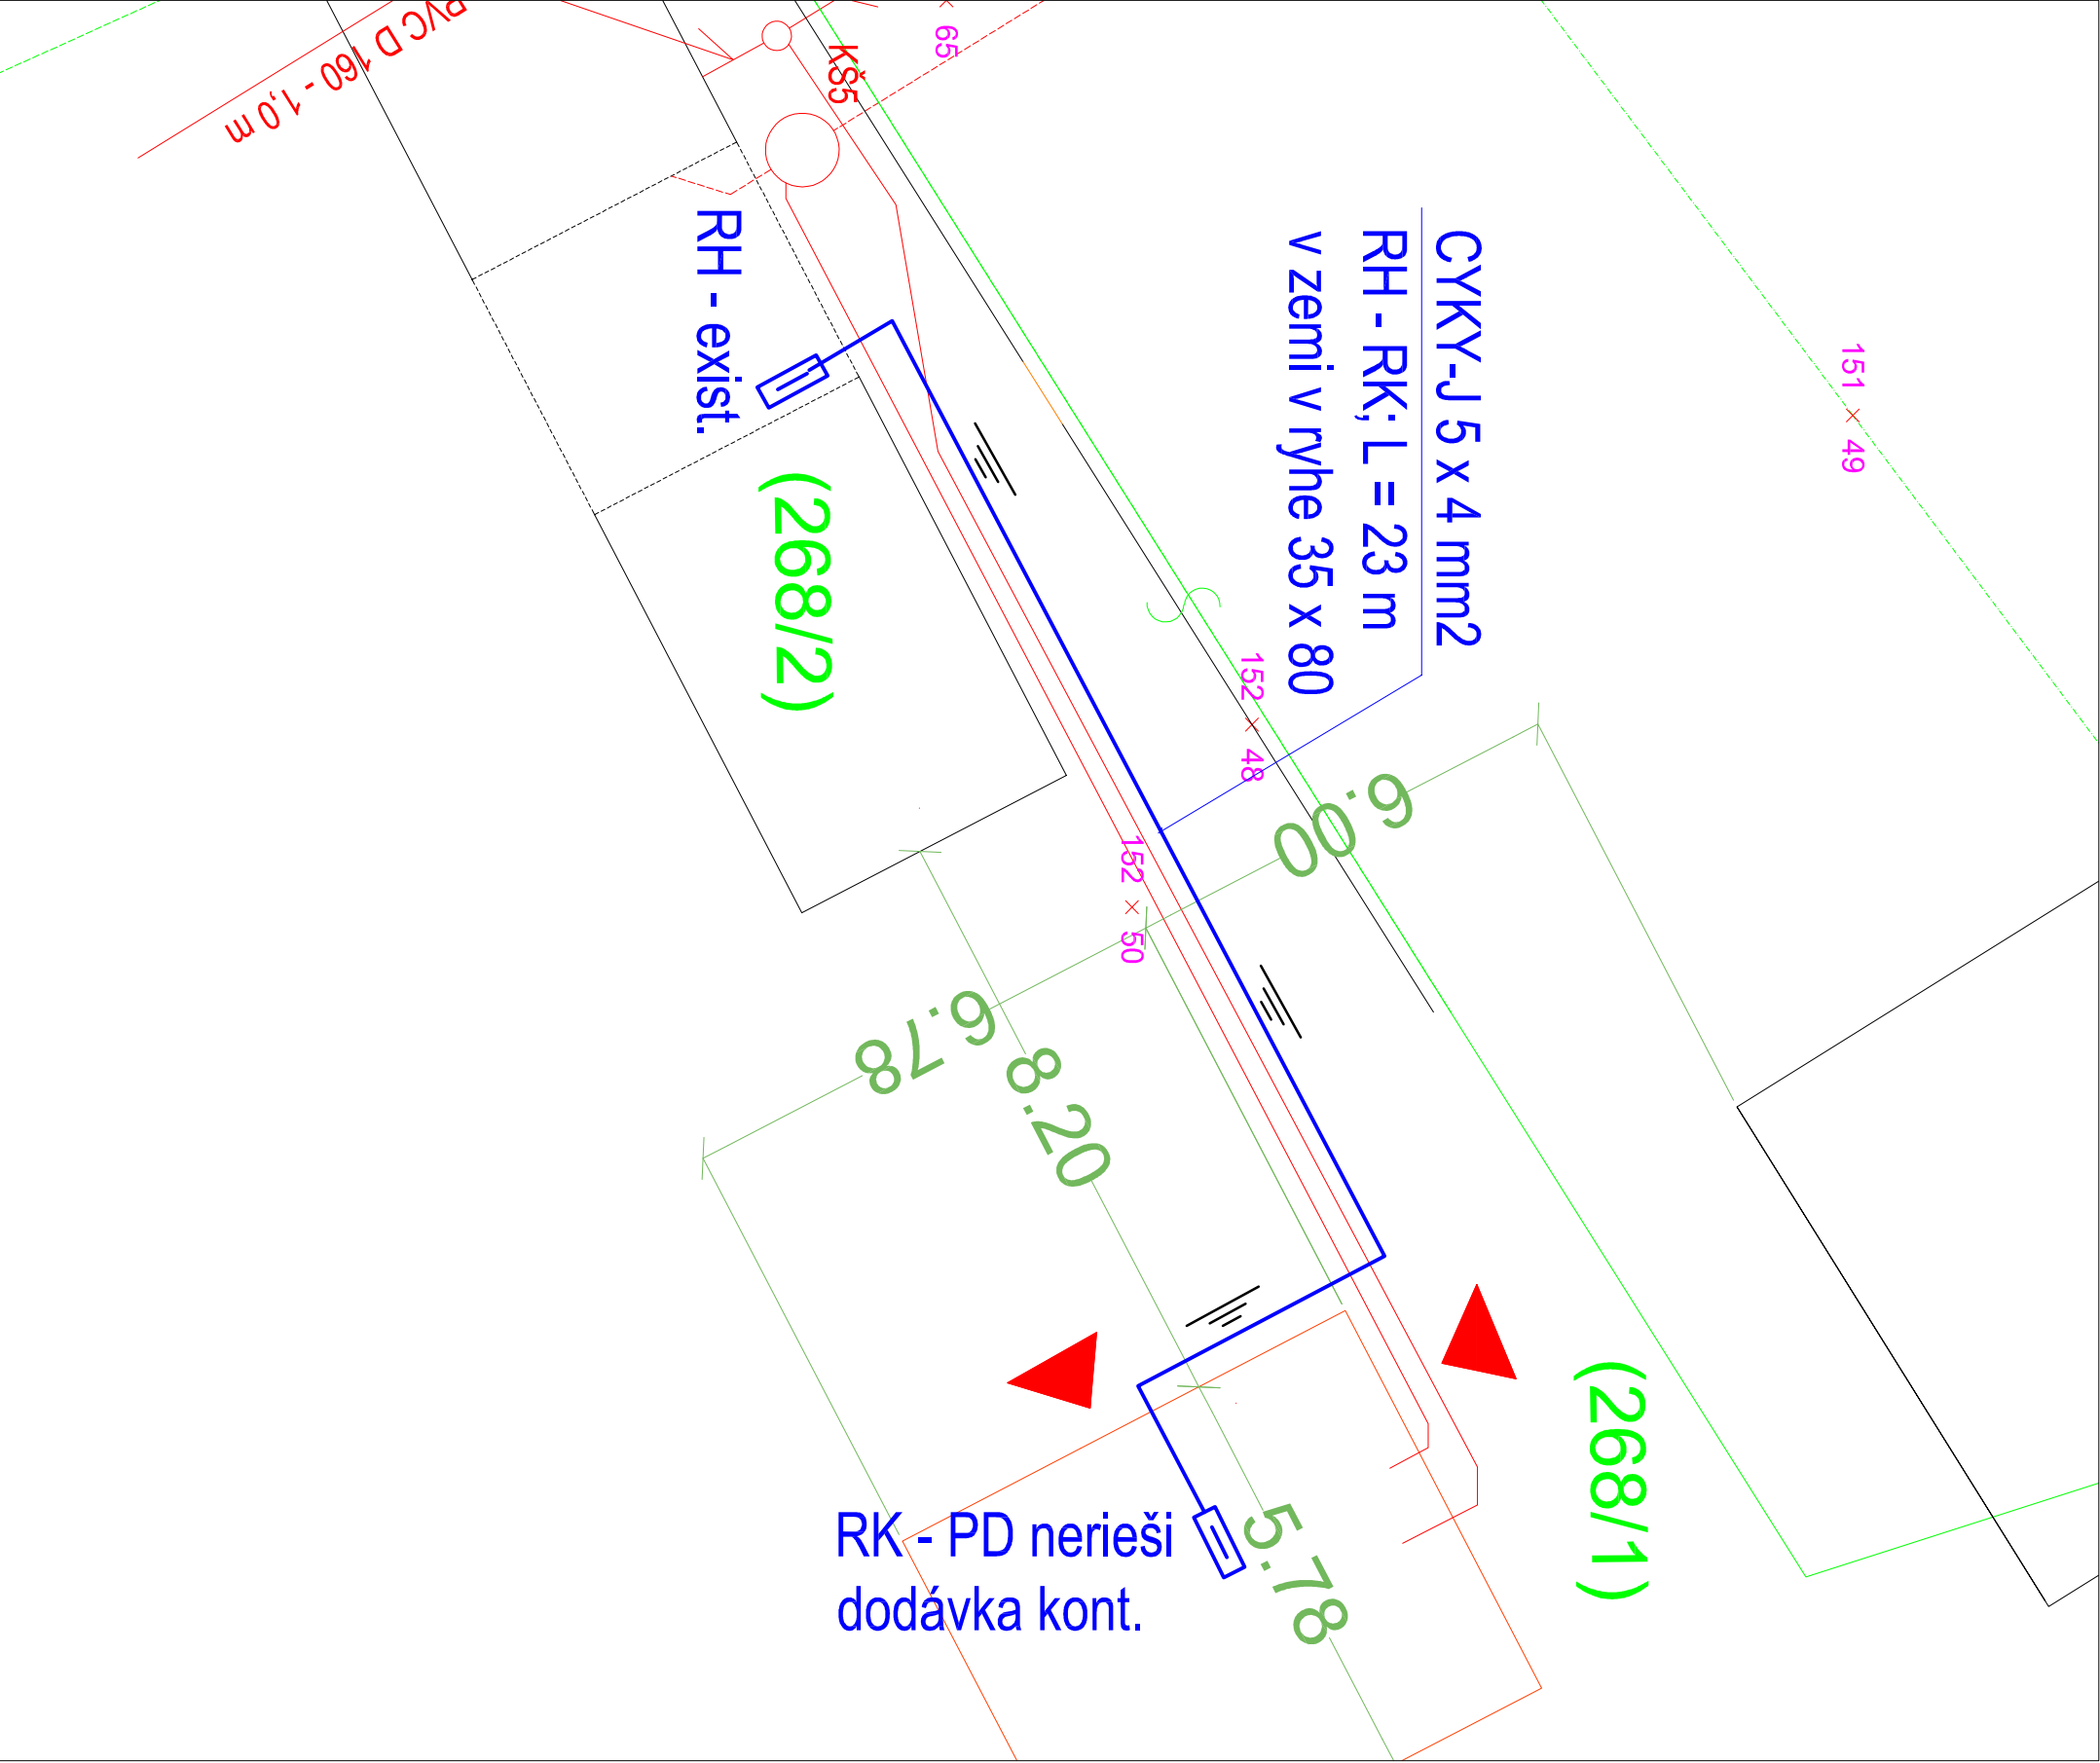 PVC D 160 - 1,0 m
KŠ5
65
RH - exist.
(268/2)
CYKY-J 5 x 4 mm2
RH - RK; L = 23 m
v zemi v ryhe 35 x 80
151
49
152
48
152
50
6.00
6.78
8.20
5.78
(268/1)
RK - PD nerieši
dodávka kont.